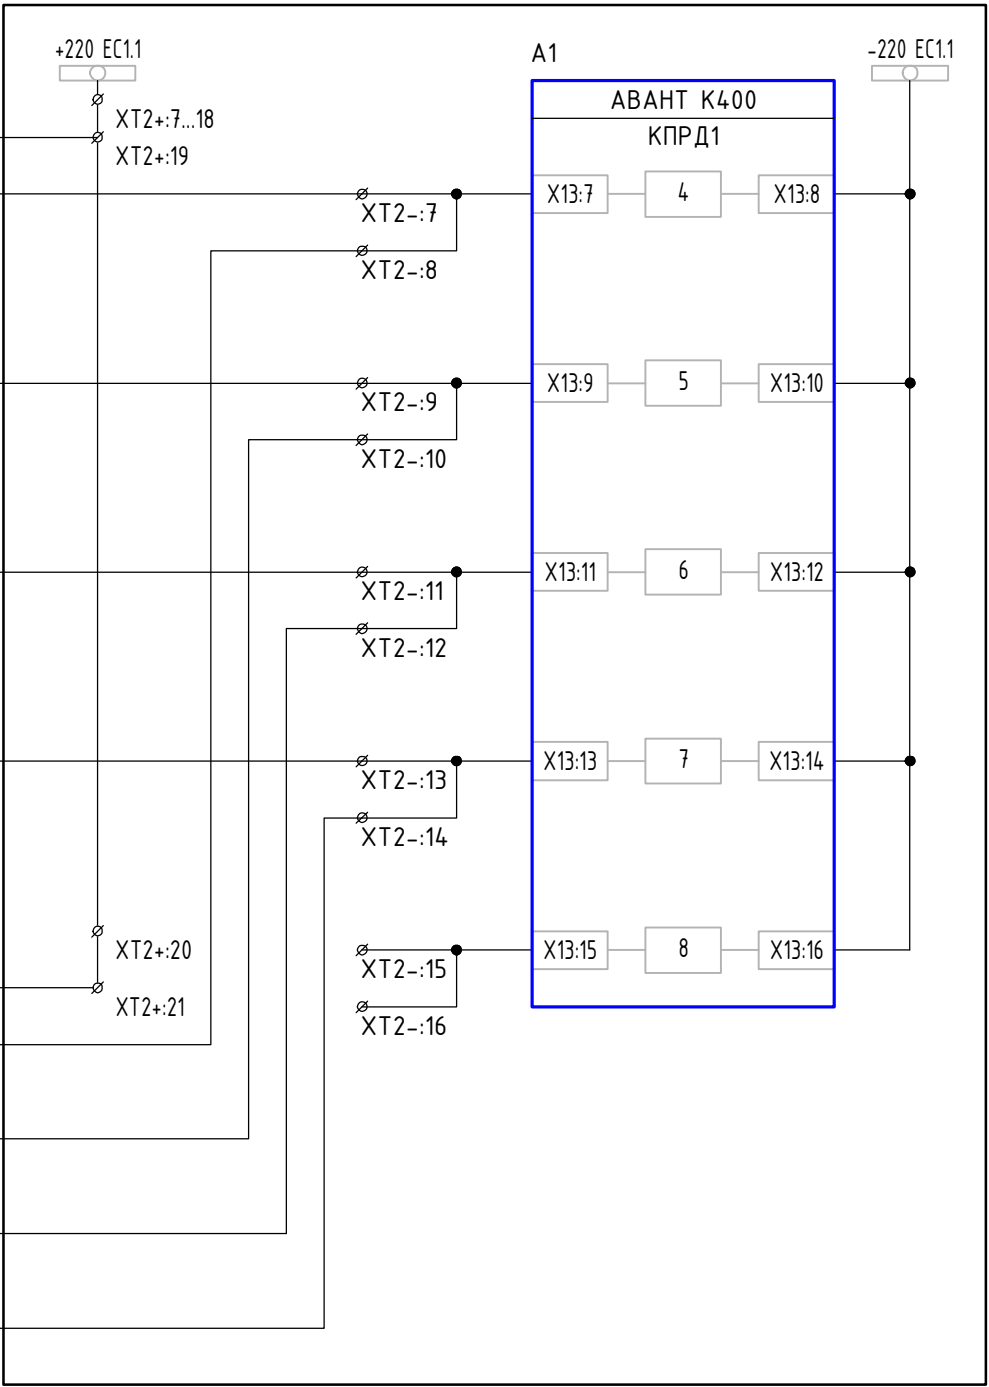 +220 EC1.1
A1
-220 EC1.1
АВАНТ К400
КПРД1
XT2+:7...18
XT2+:19
XT2-:7
X13:7
4
X13:8
XT2-:8
XT2-:9
X13:9
5
X13:10
XT2-:10
XT2-:11
X13:11
6
X13:12
XT2-:12
XT2-:13
X13:13
7
X13:14
XT2-:14
XT2+:20
XT2-:15
X13:15
8
X13:16
XT2+:21
XT2-:16